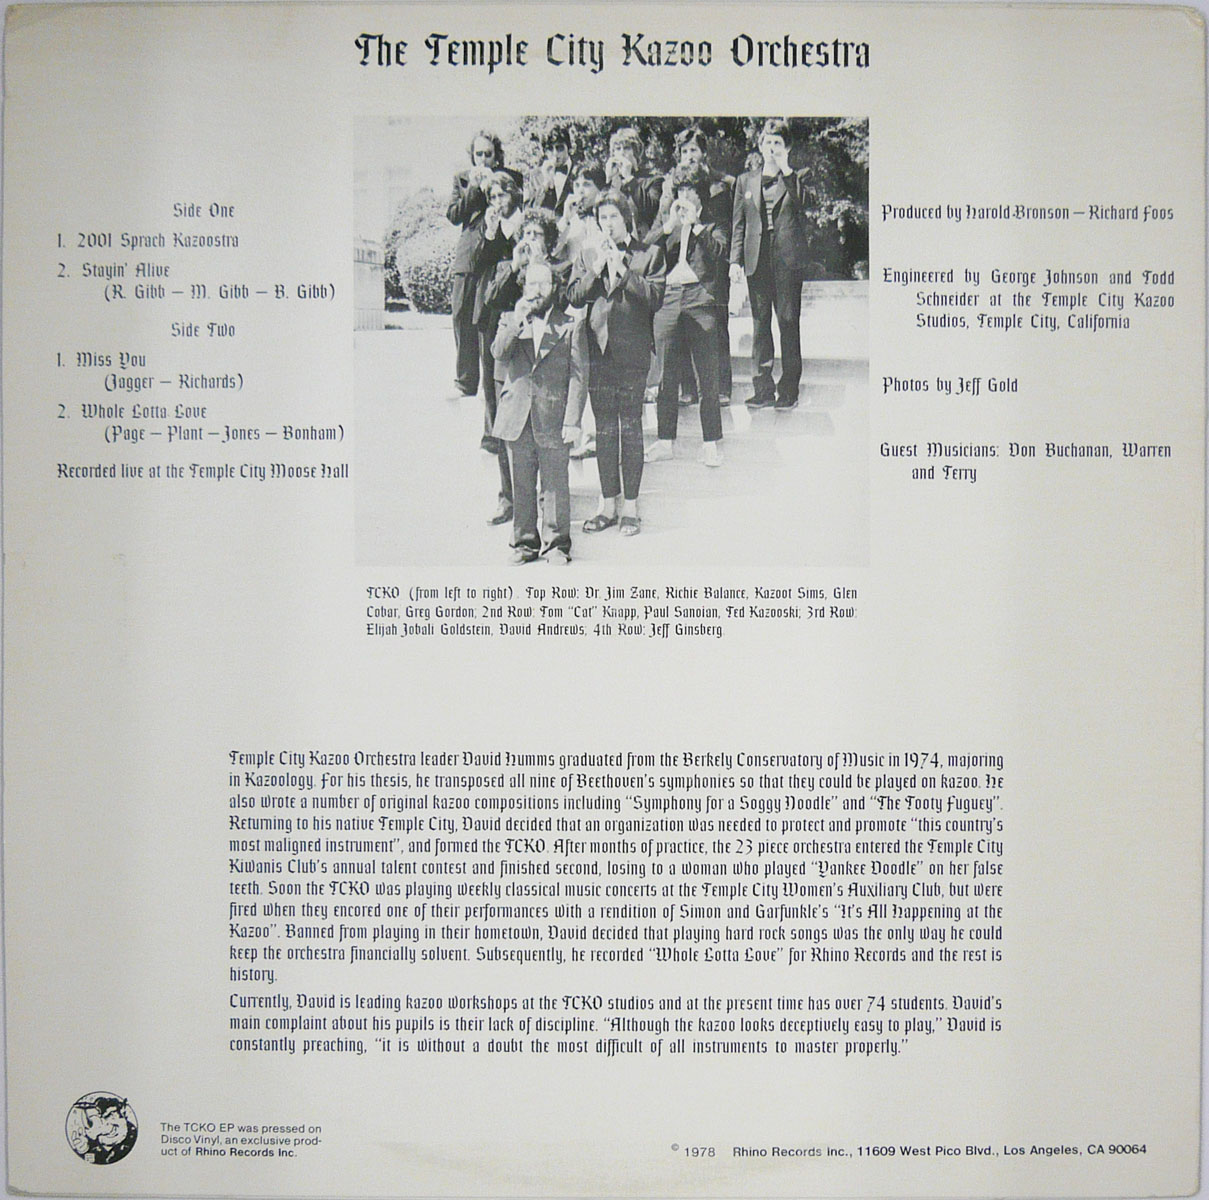 The Temple City Kazoo Orchestra
Side One
1. 2001 Sprach Kazoostra
2. Stayin' Alive
(R. Gibb – M. Gibb – B. Gibb)
Side Two
1. Miss You
(Jagger – Richards)
2. Whole Lotta Love
(Page – Plant – Jones – Bonham)
Recorded live at the Temple City Moose Hall
Produced by Harold Bronson – Richard Foos
Engineered by George Johnson and Todd
Schneider at the Temple City Kazoo
Studios, Temple City, California
Photos by Jeff Gold
Guest Musicians: Don Buchanan, Warren
and Terry
TCKO (from left to right). Top Row: Dr. Jim Zane, Richie Balance, Kazoot Sims, Glen
Cobar, Greg Gordon; 2nd Row: Tom "Cat" Knapp, Paul Sanoian, Ted Kazooski; 3rd Row:
Elijah Jobali Goldstein, David Andrews; 4th Row: Jeff Ginsberg.
Temple City Kazoo Orchestra leader David Humms graduated from the Berkely Conservatory of Music in 1974, majoring
in Kazoology. For his thesis, he transposed all nine of Beethoven's symphonies so that they could be played on kazoo. He
also wrote a number of original kazoo compositions including "Symphony for a Soggy Noodle" and "The Tooty Fuguey".
Returning to his native Temple City, David decided that an organization was needed to protect and promote "this country's
most maligned instrument", and formed the TCKO. After months of practice, the 23 piece orchestra entered the Temple City
Kiwanis Club's annual talent contest and finished second, losing to a woman who played "Yankee Doodle" on her false
teeth. Soon the TCKO was playing weekly classical music concerts at the Temple City Women's Auxiliary Club, but were
fired when they encored one of their performances with a rendition of Simon and Garfunkle's "It's All Happening at the
Kazoo". Banned from playing in their hometown, David decided that playing hard rock songs was the only way he could
keep the orchestra financially solvent. Subsequently, he recorded "Whole Lotta Love" for Rhino Records and the rest is
history.
Currently, David is leading kazoo workshops at the TCKO studios and at the present time has over 74 students. David's
main complaint about his pupils is their lack of discipline. "Although the kazoo looks deceptively easy to play," David is
constantly preaching, "it is without a doubt the most difficult of all instruments to master properly."
The TCKO EP was pressed on
Disco Vinyl, an exclusive prod-
uct of Rhino Records Inc.
© 1978 Rhino Records Inc., 11609 West Pico Blvd., Los Angeles, CA 90064